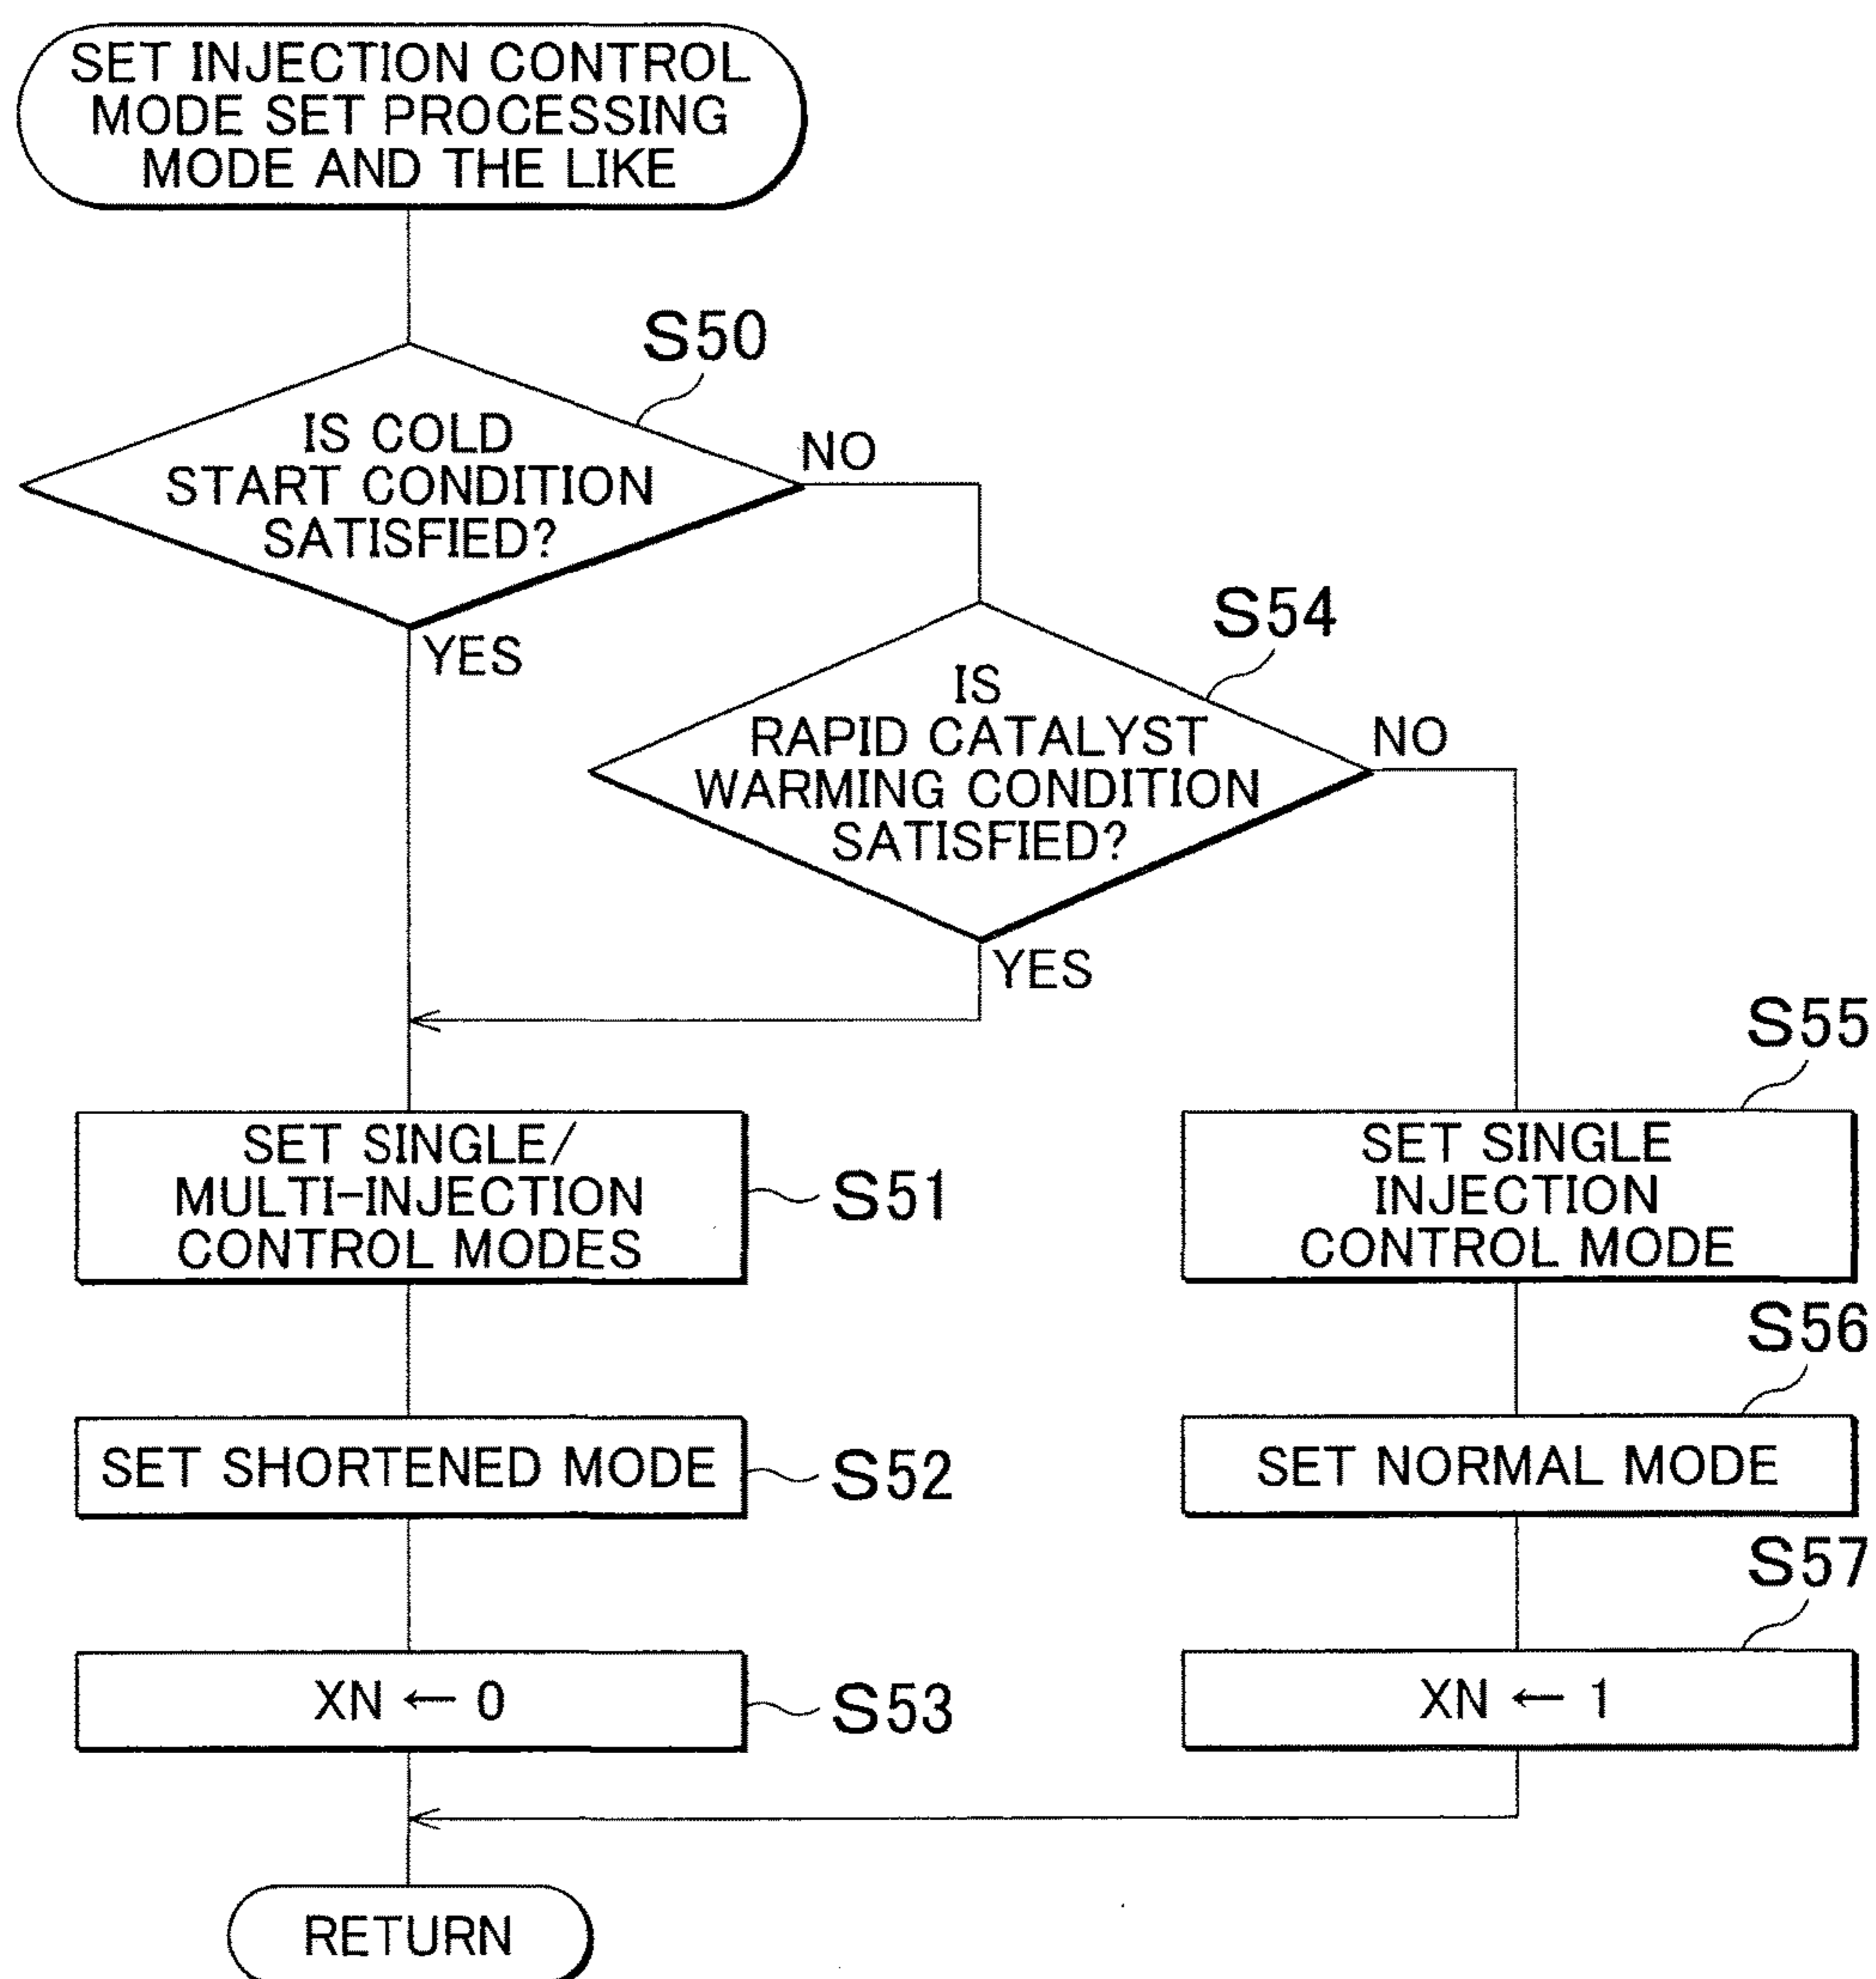 SET INJECTION CONTROL
MODE SET PROCESSING
MODE AND THE LIKE
S50
IS COLD
START CONDITION
SATISFIED?
NO
YES
S54
IS
RAPID CATALYST
WARMING CONDITION
SATISFIED?
NO
YES
SET SINGLE/
MULTI-INJECTION
CONTROL MODES
S51
S55
SET SINGLE
INJECTION
CONTROL MODE
SET SHORTENED MODE
S52
S56
SET NORMAL MODE
XN ← 0
S53
S57
XN ← 1
RETURN